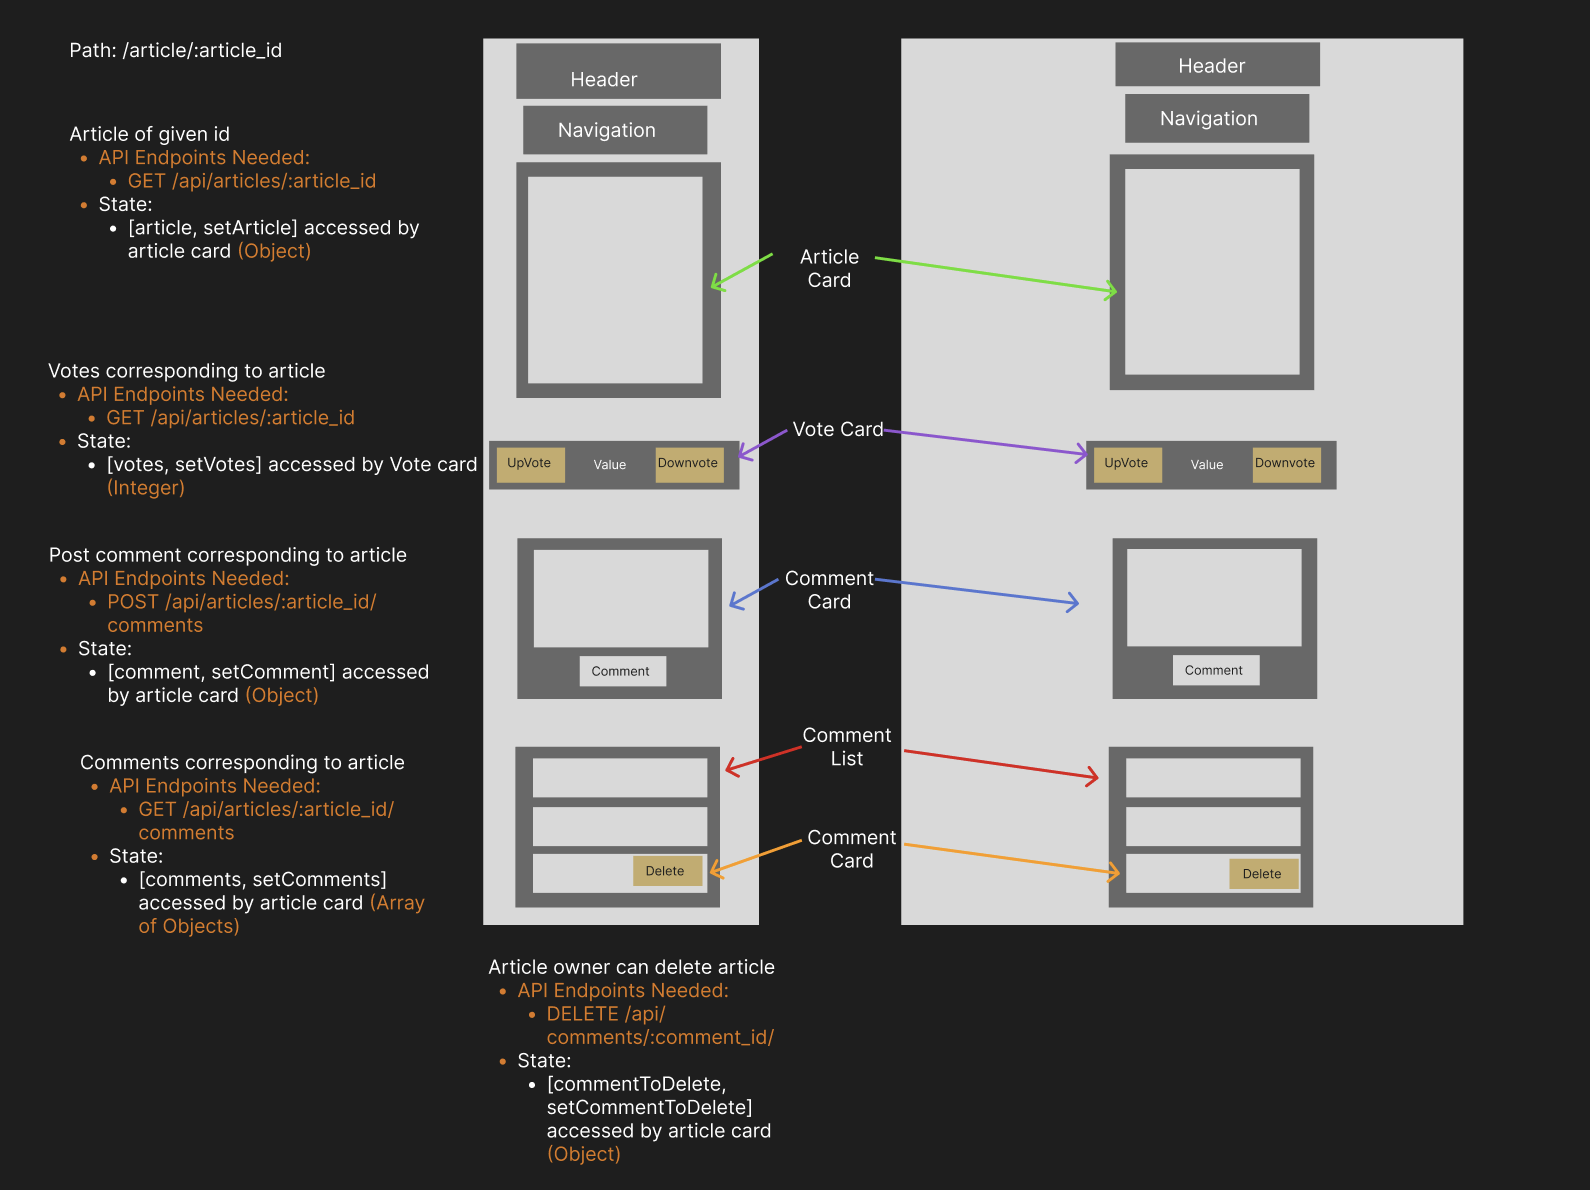 Path: /article/:article_id
Article of given id
• API Endpoints Needed:
• GET /api/articles/:article_id
• State:
• [article, setArticle] accessed by
article card (Object)
Votes corresponding to article
• API Endpoints Needed:
• GET /api/articles/:article_id
• State:
• [votes, setVotes] accessed by Vote card
(Integer)
Post comment corresponding to article
• API Endpoints Needed:
• POST /api/articles/:article_id/
comments
• State:
• [comment, setComment] accessed
by article card (Object)
Comments corresponding to article
• API Endpoints Needed:
• GET /api/articles/:article_id/
comments
• State:
• [comments, setComments]
accessed by article card (Array
of Objects)
Header
Navigation
UpVote
Value
Downvote
Comment
Delete
Article
Card
Vote Card
Comment
Card
Comment
List
Comment
Card
Header
Navigation
UpVote
Value
Downvote
Comment
Delete
Article owner can delete article
• API Endpoints Needed:
• DELETE /api/
comments/:comment_id/
• State:
• [commentToDelete,
setCommentToDelete]
accessed by article card
(Object)